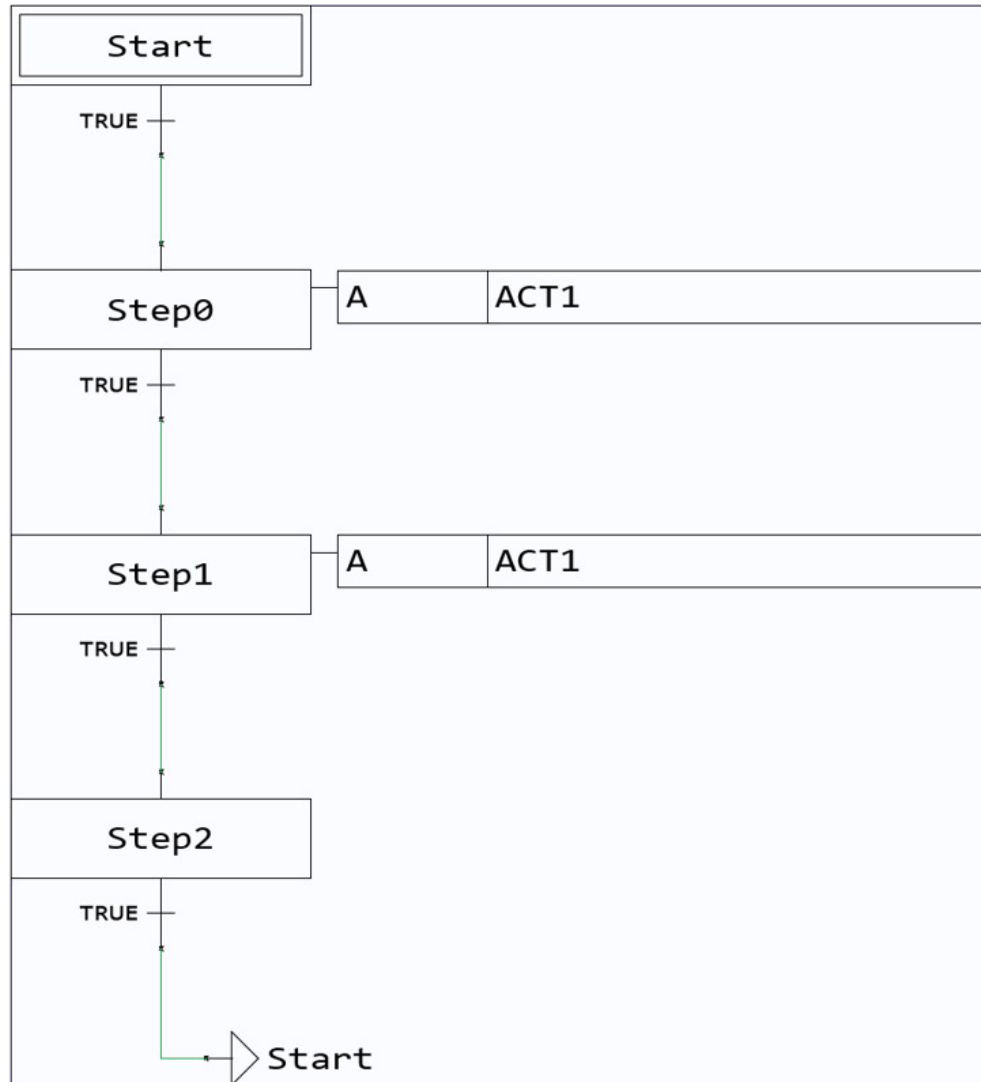 Start
TRUE
Step0 A ACT1
TRUE
Step1 A ACT1
TRUE
Step2
TRUE
Start